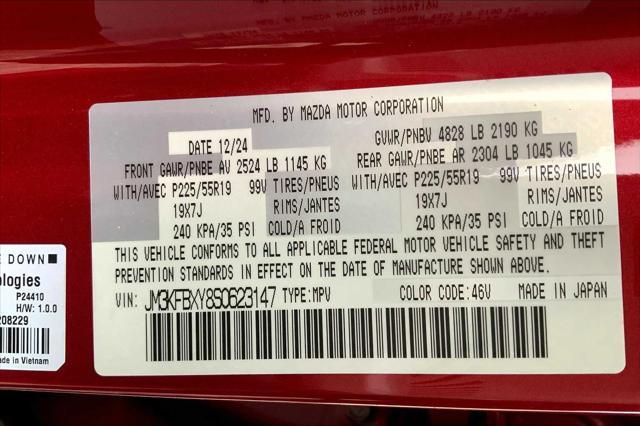 MFD. BY MAZDA MOTOR CORPORATION
DATE 12/24
GVWR/PNBV 4828 LB 2190 KG
FRONT GAWR/PNBE AV 2524 LB 1145 KG
REAR GAWR/PNBE AR 2304 LB 1045 KG
WITH/AVEC P225/55R19 99V TIRES/PNEUS
WITH/AVEC P225/55R19 99V TIRES/PNEUS
19X7J RIMS/JANTES
19X7J RIMS/JANTES
240 KPA/35 PSI COLD/A FROID
240 KPA/35 PSI COLD/A FROID
THIS VEHICLE CONFORMS TO ALL APPLICABLE FEDERAL MOTOR VEHICLE SAFETY AND THEFT
PREVENTION STANDARDS IN EFFECT ON THE DATE OF MANUFACTURE SHOWN ABOVE.
VIN: JM3KFBXY8S0623147 TYPE:MPV COLOR CODE:46V MADE IN JAPAN
E DOWN
ologies
P24410
H/W: 1.0.0
208229
ade in Vietnam